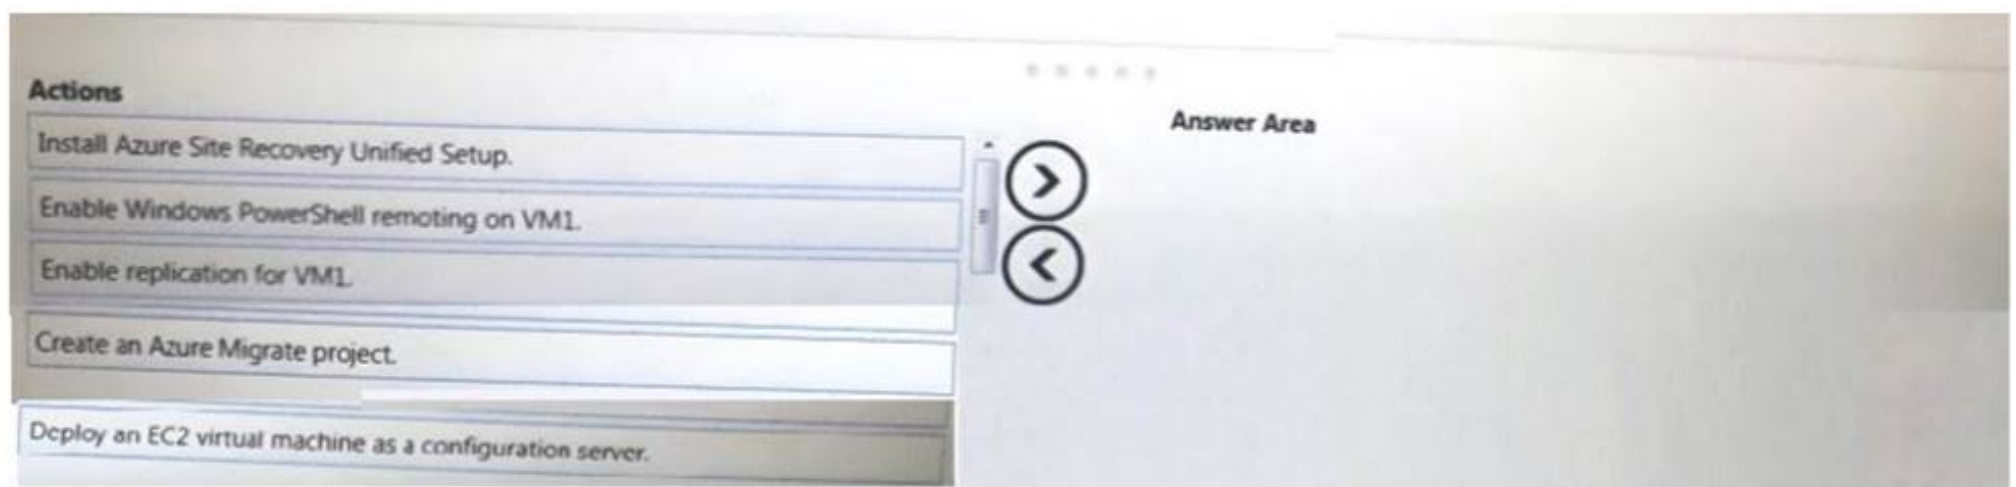 Actions
Answer Area
Install Azure Site Recovery Unified Setup.
Enable Windows PowerShell remoting on VM1.
Enable replication for VM1.
Create an Azure Migrate project.
Deploy an EC2 virtual machine as a configuration server.